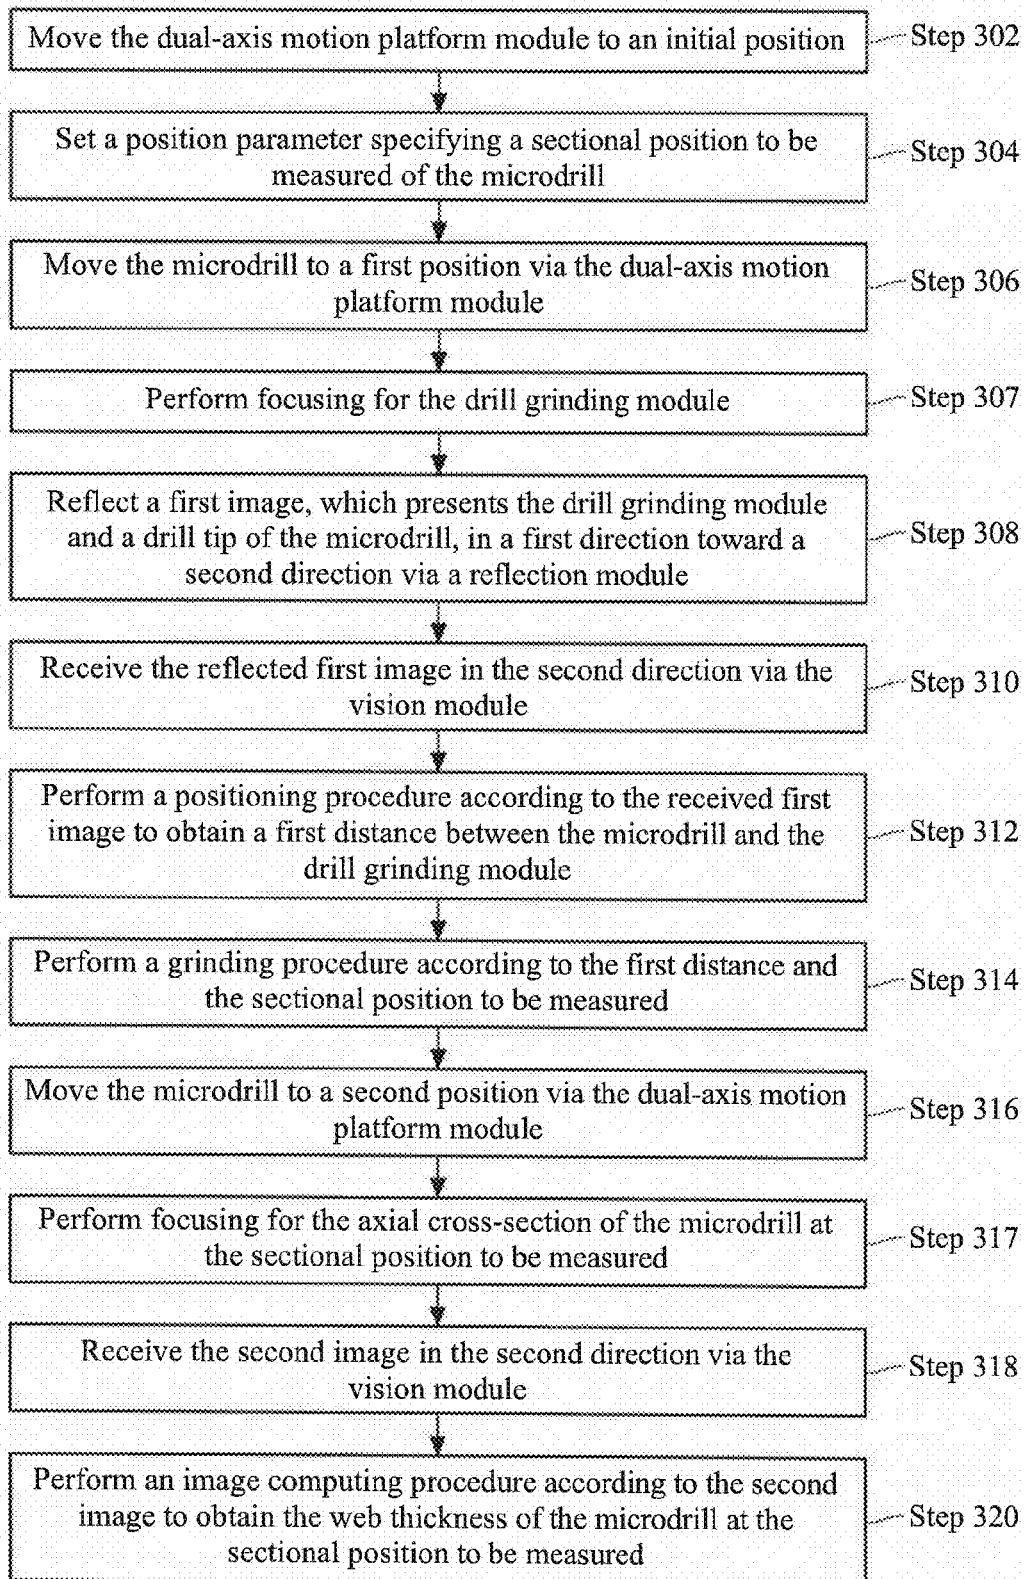 Move the dual-axis motion platform module to an initial position
Step 302
Set a position parameter specifying a sectional position to be
measured of the microdrill
Step 304
Move the microdrill to a first position via the dual-axis motion
platform module
Step 306
Perform focusing for the drill grinding module
Step 307
Reflect a first image, which presents the drill grinding module
and a drill tip of the microdrill, in a first direction toward a
second direction via a reflection module
Step 308
Receive the reflected first image in the second direction via the
vision module
Step 310
Perform a positioning procedure according to the received first
image to obtain a first distance between the microdrill and the
drill grinding module
Step 312
Perform a grinding procedure according to the first distance and
the sectional position to be measured
Step 314
Move the microdrill to a second position via the dual-axis motion
platform module
Step 316
Perform focusing for the axial cross-section of the microdrill at
the sectional position to be measured
Step 317
Receive the second image in the second direction via the
vision module
Step 318
Perform an image computing procedure according to the second
image to obtain the web thickness of the microdrill at the
sectional position to be measured
Step 320